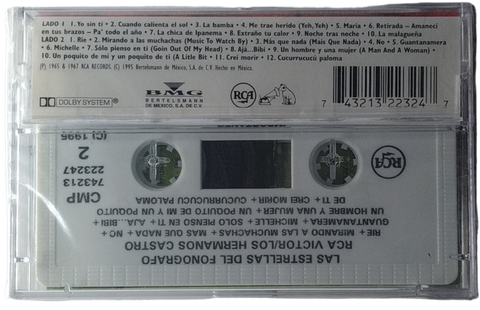 LADO 1 1. Yo sin ti • 2. Cuando calienta el sol • 3. La bamba • 4. Me trae herido (Yeh, Yeh) • 5. María • 6. Retirada – Amanecí
en tus brazos – Pa' todo el año • 7. La chica de Ipanema • 8. Extraño tu calor • 9. Noche tras noche • 10. La malagueña
LADO 2 1. Ríe • 2. Mirando a las muchachas (Music To Watch By) • 3. Más que nada (Mais Que Nada) • 4. No • 5. Guantanamera
6. Michelle • 7. Sólo pienso en ti (Goin Out Of My Head) • 8. Ajá...Bibi • 9. Un hombre y una mujer (A Man And A Woman) •
10. Un poquito de mí y un poquito de ti (A Litle Bit) • 11. Creí morir • 12. Cucurrucucú paloma
(P) 1965 & 1967 RCA RECORDS. (C) 1995 Bertelsmann de México, S.A. de C.V. Hecho en México.
DOLBY SYSTEM®
BMG
BERTELSMANN
DE MEXICO, S.A. DE C.V.
RCA
7 43213 22324 7
LAS ESTRELLAS DEL FONOGRAFO
RCA VICTOR/LOS HERMANOS CASTRO
RIE + MIRANDO A LAS MUCHACHAS + MAS QUE NADA + NO +
GUANTANAMERA + MICHELLE + SOLO PIENSO EN TI + AJA... BIBI +
UN HOMBRE Y UNA MUJER + UN POQUITO DE MI Y UN POQUITO
DE TI + CREI MORIR + CUCURRUCUCU PALOMA
CMP
743213
223247
2
(C) 1995
RCA